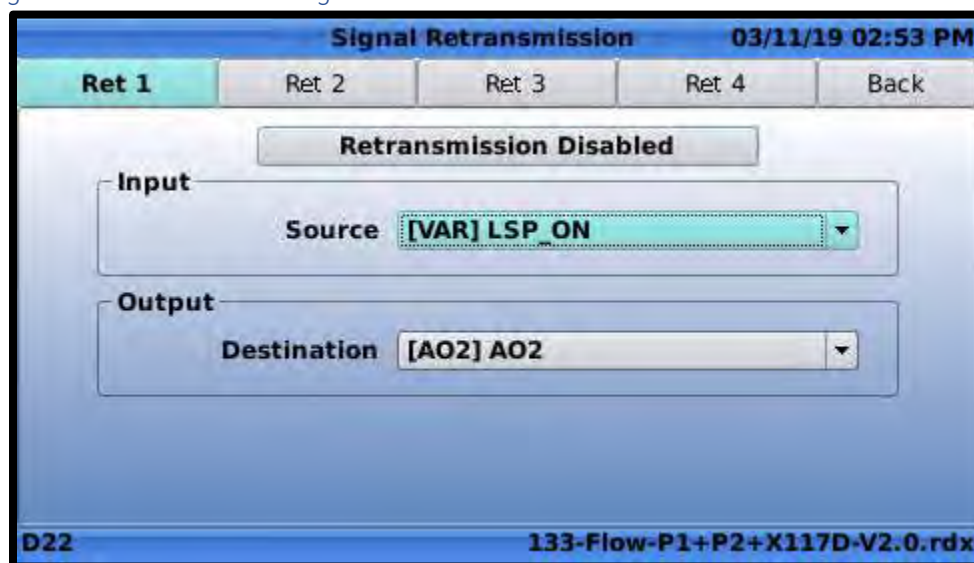 Signal Retransmission 03/11/19 02:53 PM
Ret 1 Ret 2 Ret 3 Ret 4 Back
Retransmission Disabled
Input
Source [VAR] LSP_ON
Output
Destination [AO2] AO2
D22 133-Flow-P1+P2+X117D-V2.0.rdx